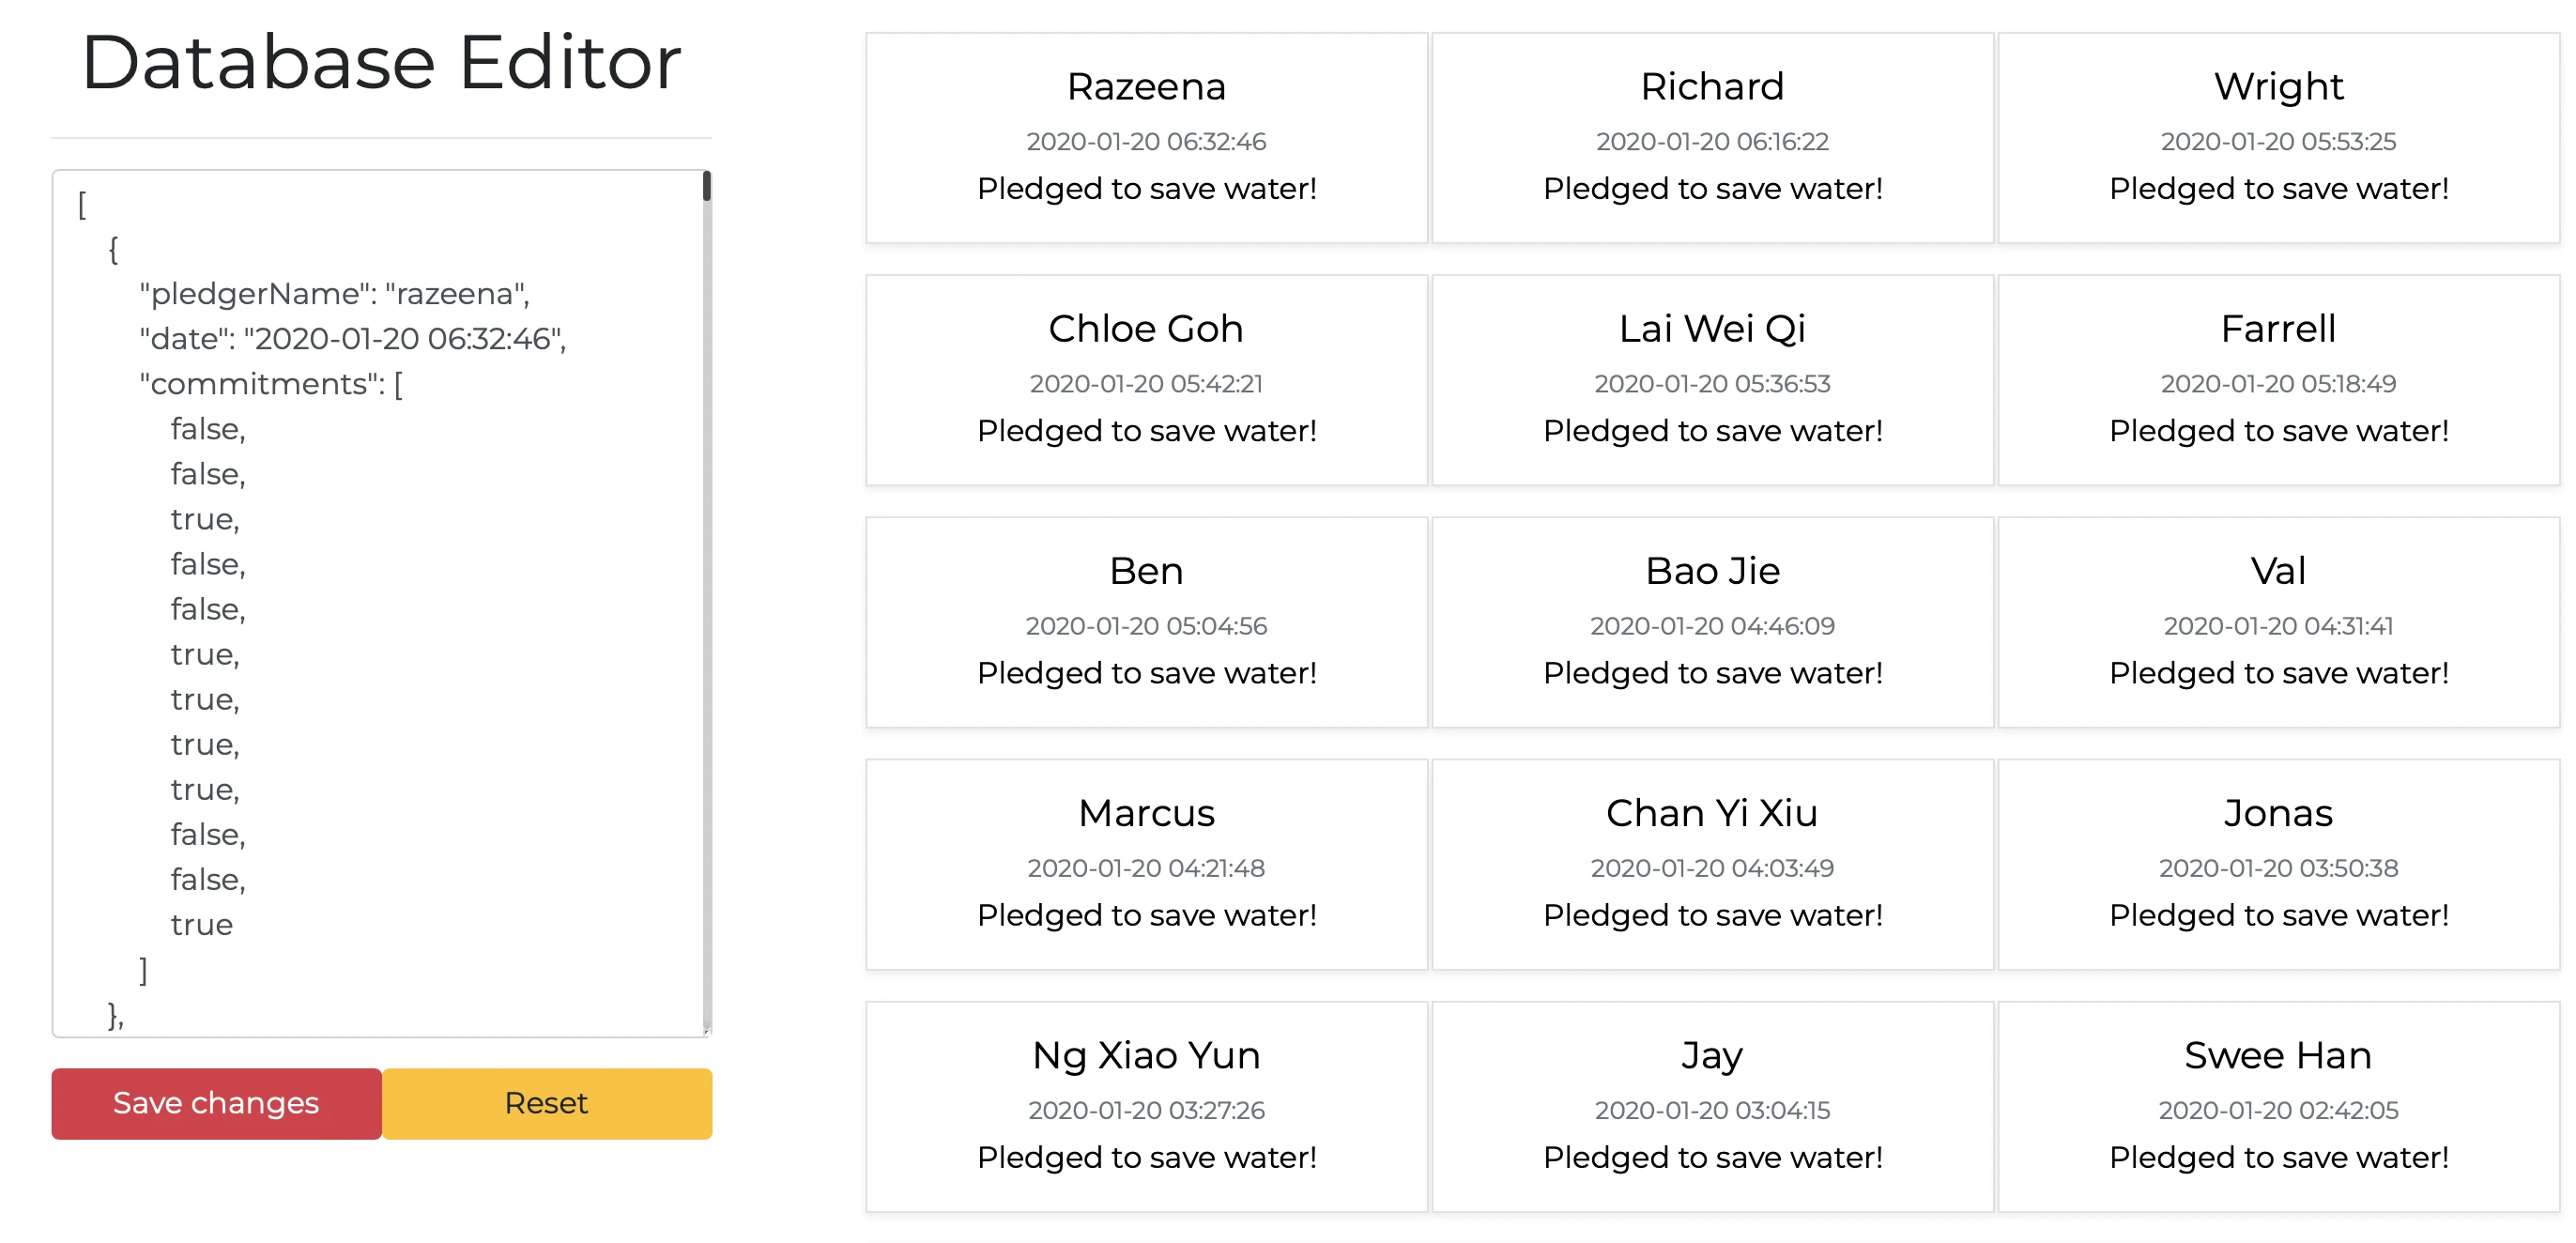 Database Editor
[
{
"pledgerName": "razeena",
"date": "2020-01-20 06:32:46",
"commitments": [
false,
false,
true,
false,
false,
true,
true,
true,
true,
false,
false,
true
]
},
Save changes
Reset
Razeena
2020-01-20 06:32:46
Pledged to save water!
Richard
2020-01-20 06:16:22
Pledged to save water!
Wright
2020-01-20 05:53:25
Pledged to save water!
Chloe Goh
2020-01-20 05:42:21
Pledged to save water!
Lai Wei Qi
2020-01-20 05:36:53
Pledged to save water!
Farrell
2020-01-20 05:18:49
Pledged to save water!
Ben
2020-01-20 05:04:56
Pledged to save water!
Bao Jie
2020-01-20 04:46:09
Pledged to save water!
Val
2020-01-20 04:31:41
Pledged to save water!
Marcus
2020-01-20 04:21:48
Pledged to save water!
Chan Yi Xiu
2020-01-20 04:03:49
Pledged to save water!
Jonas
2020-01-20 03:50:38
Pledged to save water!
Ng Xiao Yun
2020-01-20 03:27:26
Pledged to save water!
Jay
2020-01-20 03:04:15
Pledged to save water!
Swee Han
2020-01-20 02:42:05
Pledged to save water!